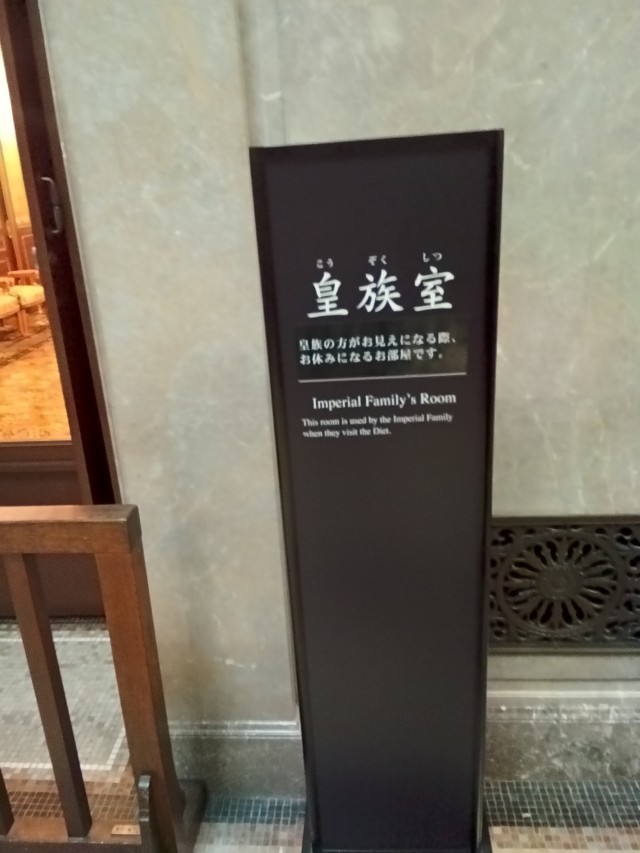 こう ぞく しつ
皇族室
皇族の方がお見えになる際、
お休みになるお部屋です。
Imperial Family's Room
This room is used by the Imperial Family
when they visit the Diet.